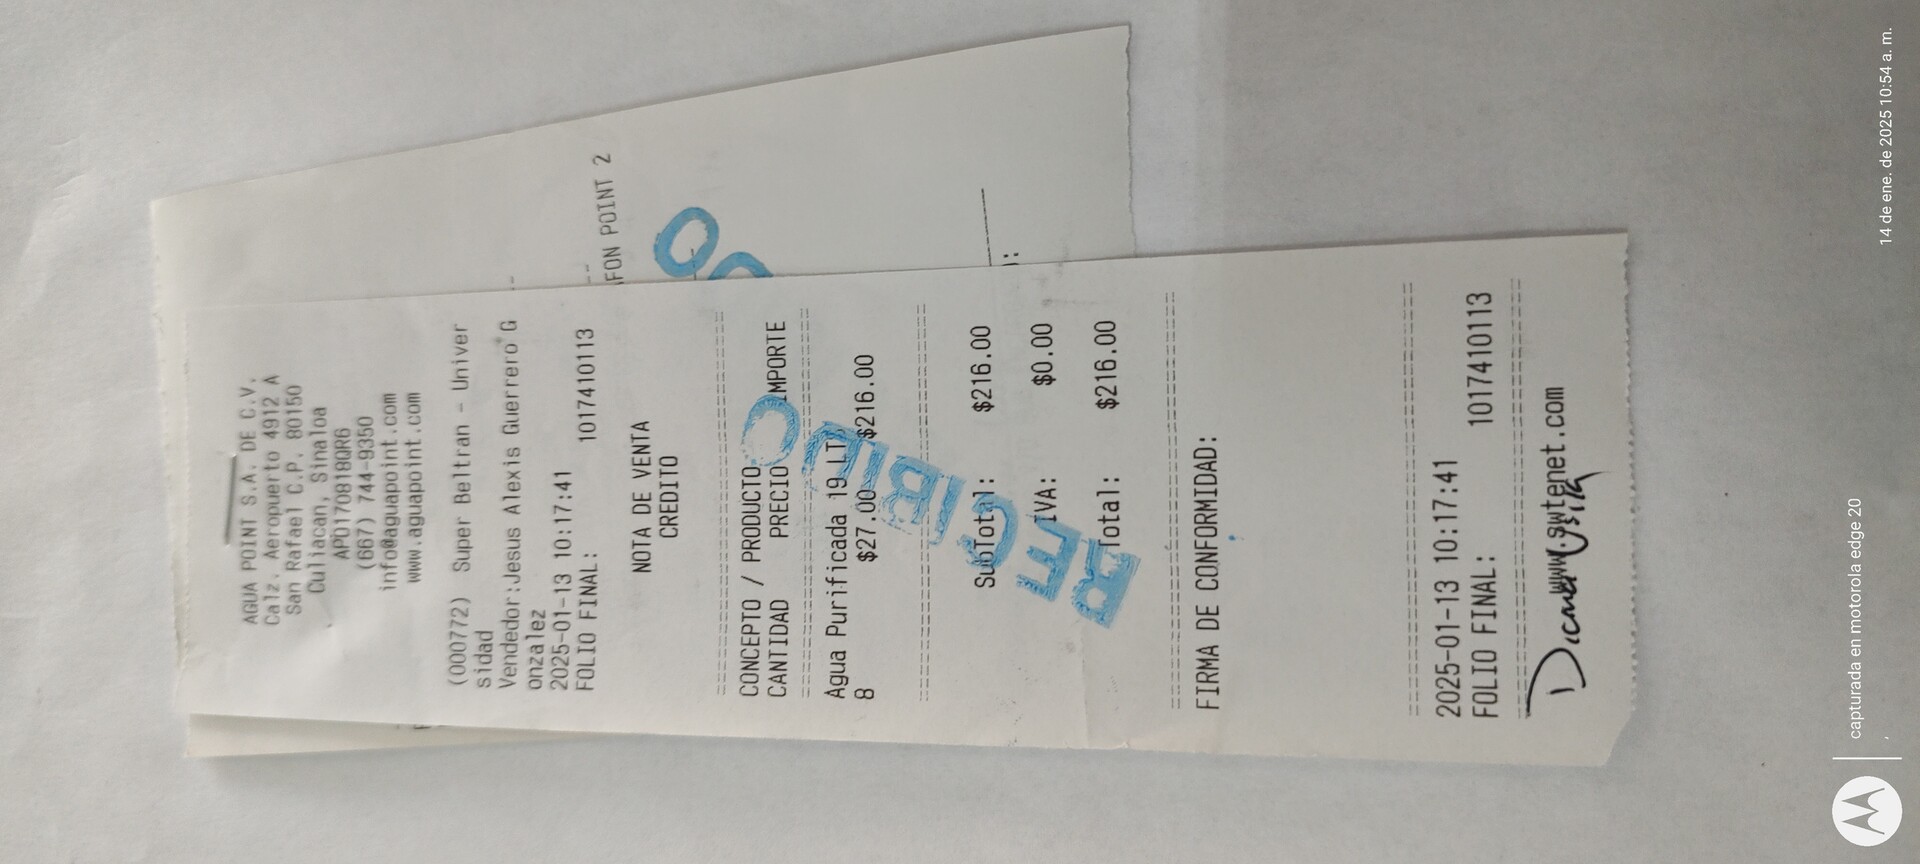 AGUA POINT S.A. DE C.V.
Calz. Aeropuerto 4912 A
San Rafael C.P. 80150
Culiacan, Sinaloa
APO170818QR6
(667) 744-9350
info@aguapoint.com
www.aguapoint.com
(000772) Super Beltran - Univer
sidad
Vendedor:Jesus Alexis Guerrero G
onzalez
2025-01-13 10:17:41
FOLIO FINAL: 1017410113
NOTA DE VENTA
CREDITO
CONCEPTO / PRODUCTO
CANTIDAD PRECIO IMPORTE
Agua Purificada 19 LT
8 $27.00 $216.00
SubTotal: $216.00
IVA: $0.00
Total: $216.00
RECIBIDO
FIRMA DE CONFORMIDAD:
2025-01-13 10:17:41
FOLIO FINAL: 1017410113
www.swtenet.com
FON POINT 2
14 de ene. de 2025 10:54 a. m.
capturada en motorola edge 20